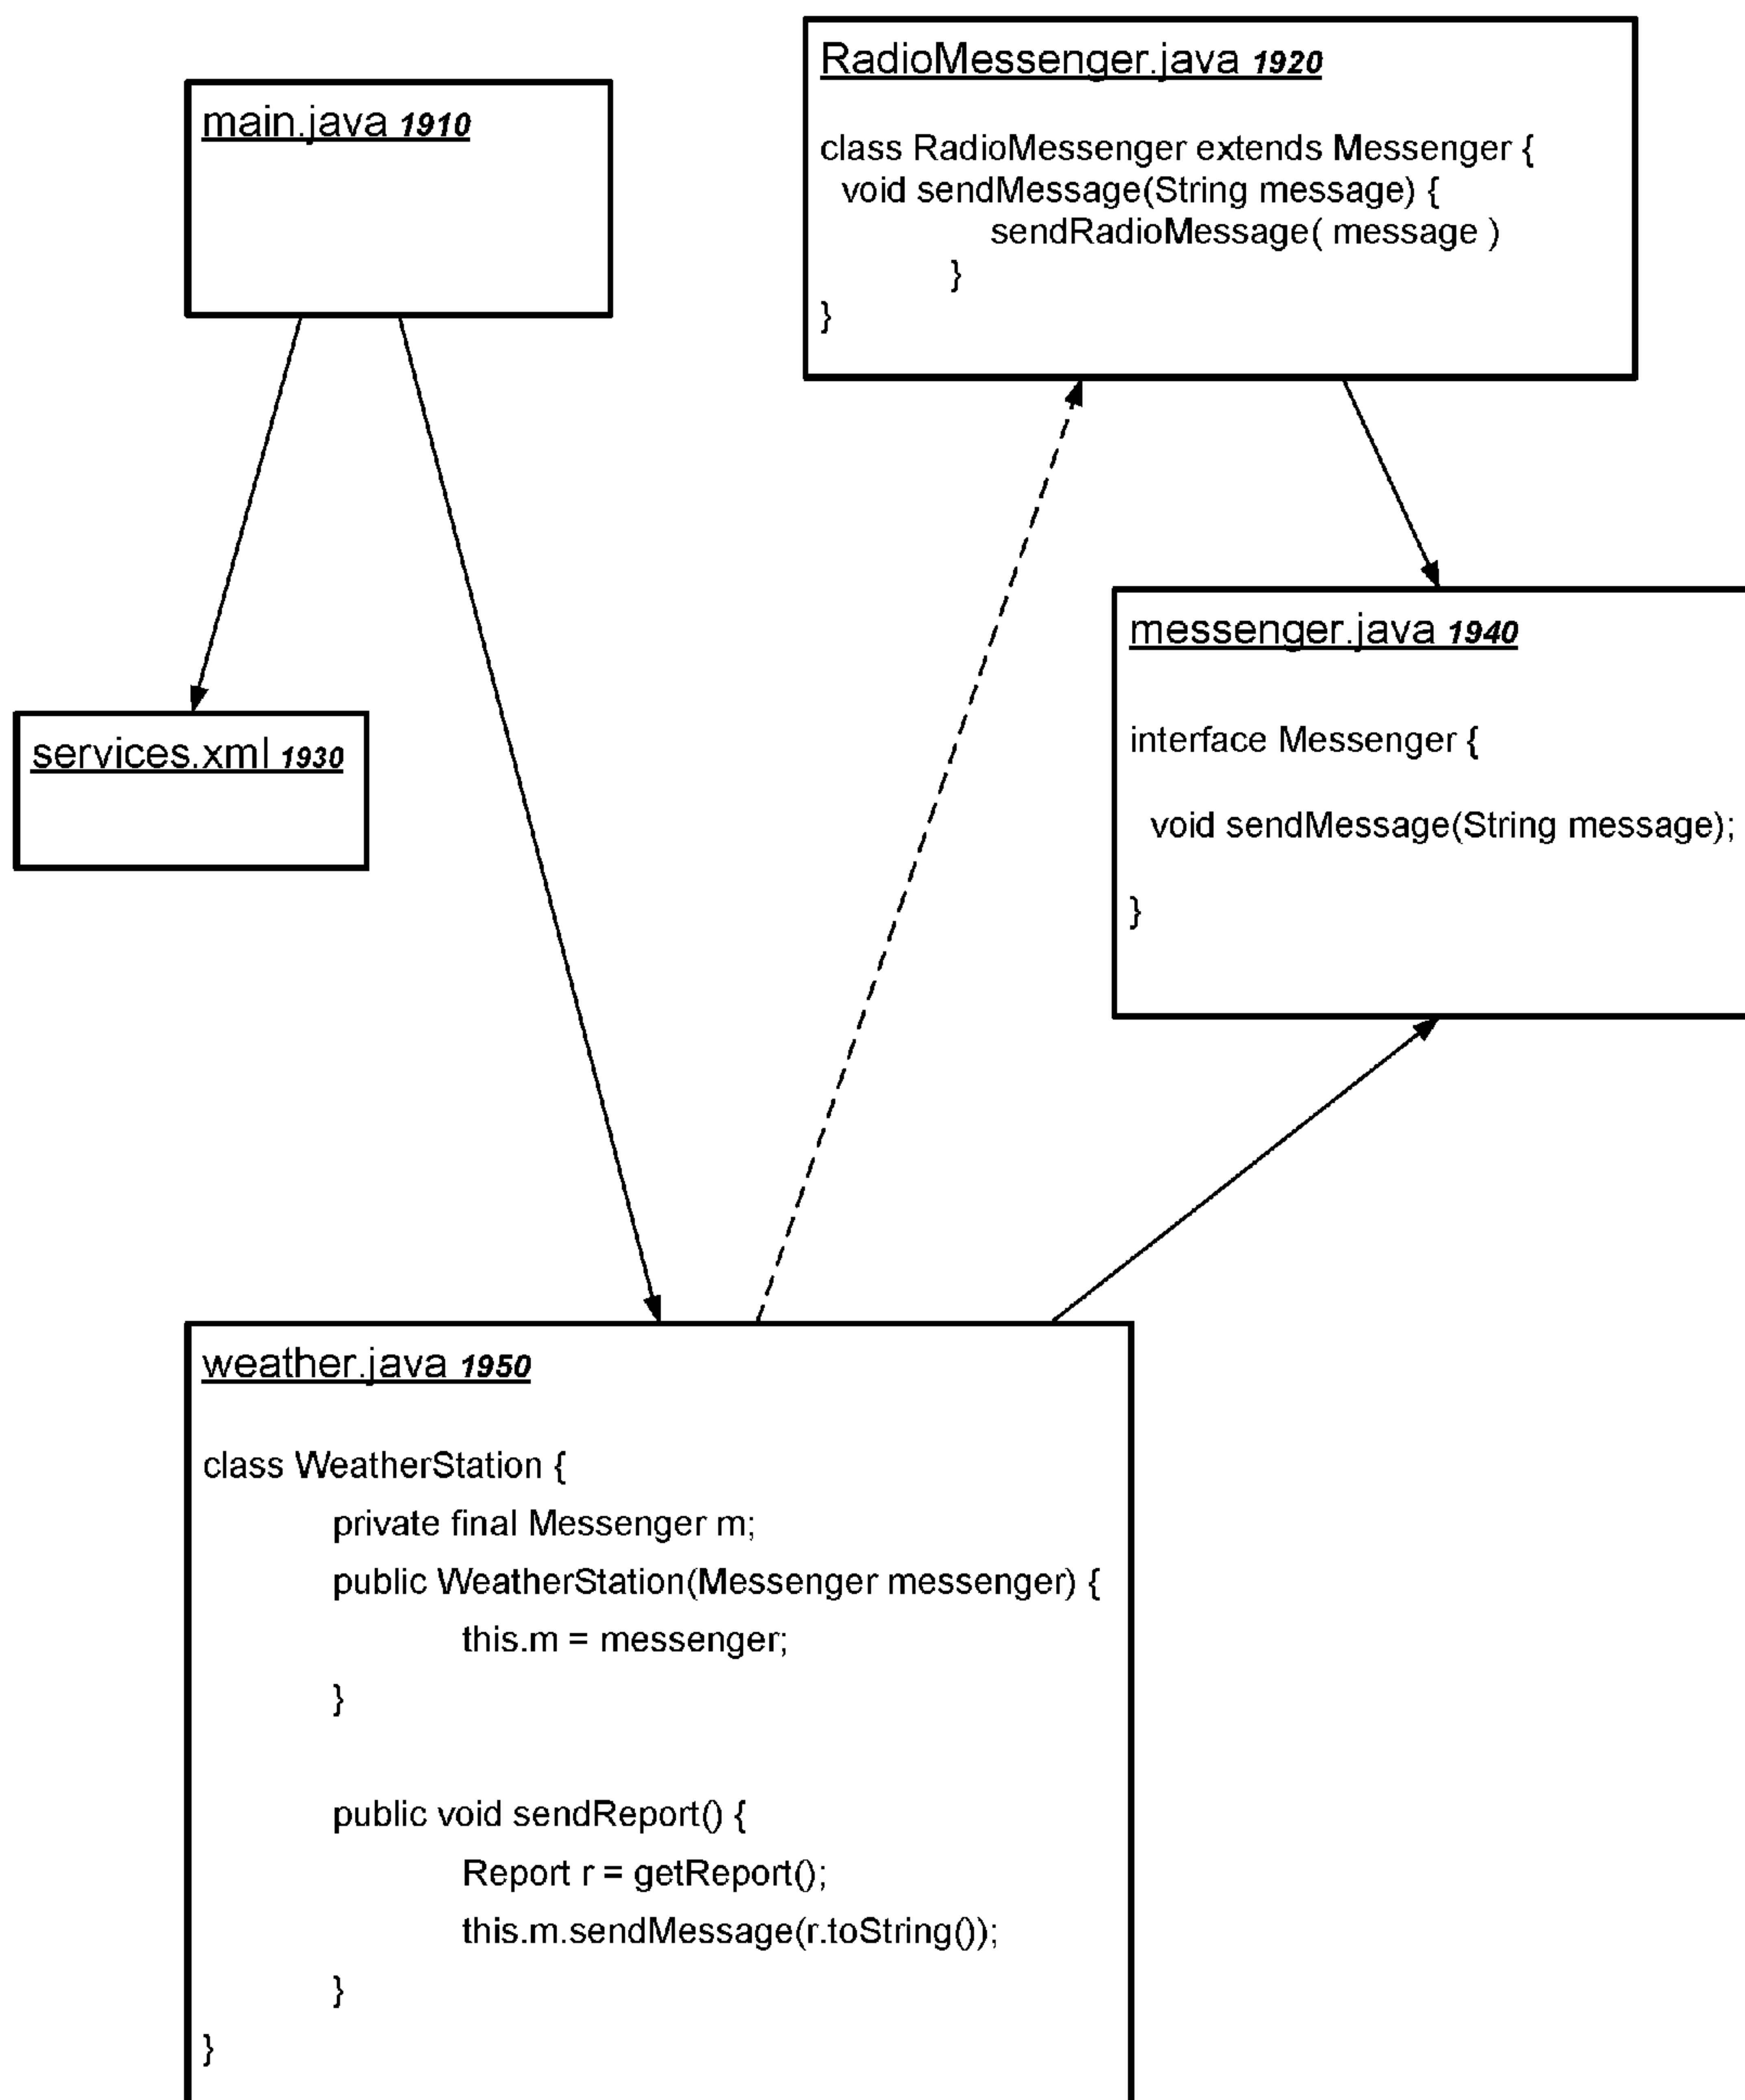 main.java 1910
RadioMessenger.java 1920
class RadioMessenger extends Messenger {
void sendMessage(String message) {
sendRadioMessage( message )
}
}
services.xml 1930
messenger.java 1940
interface Messenger {
void sendMessage(String message);
}
weather.java 1950
class WeatherStation {
private final Messenger m;
public WeatherStation(Messenger messenger) {
this.m = messenger;
}
public void sendReport() {
Report r = getReport();
this.m.sendMessage(r.toString());
}
}